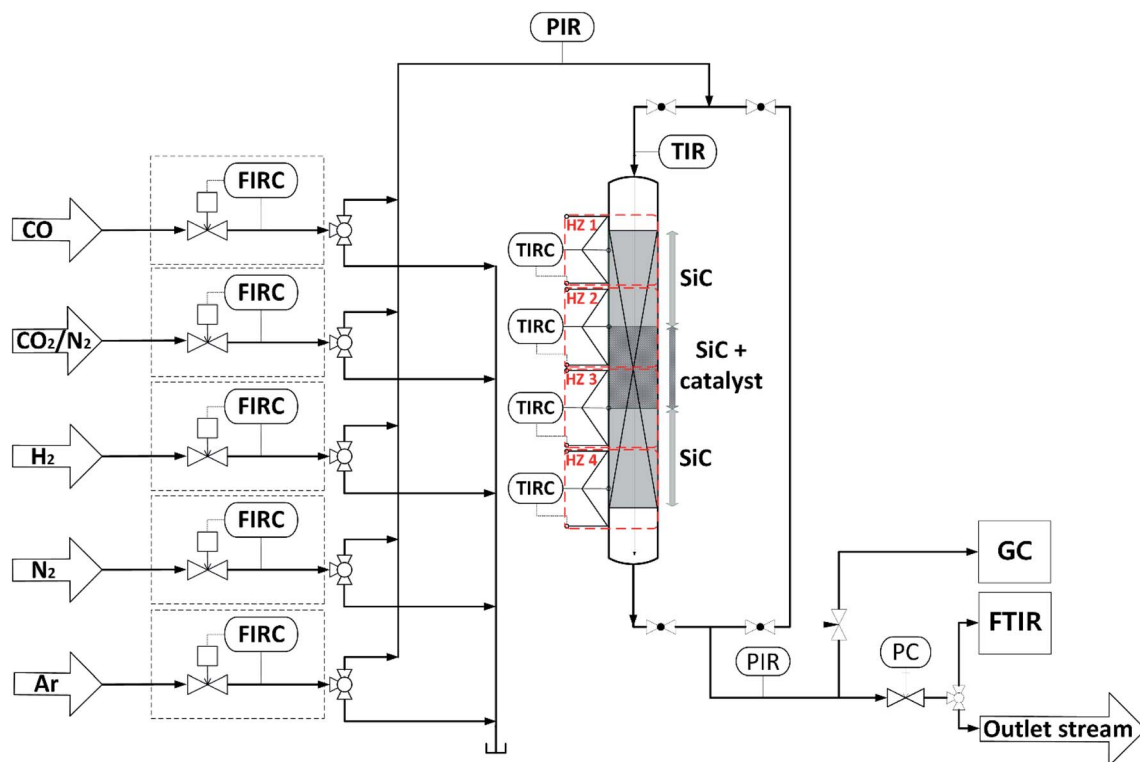 PIR
TIR
CO
FIRC
HZ 1
TIRC
SiC
CO₂/N₂
FIRC
HZ 2
TIRC
SiC +
catalyst
H₂
FIRC
HZ 3
TIRC
SiC
N₂
FIRC
HZ 4
TIRC
GC
FTIR
Ar
FIRC
PIR
PC
Outlet stream